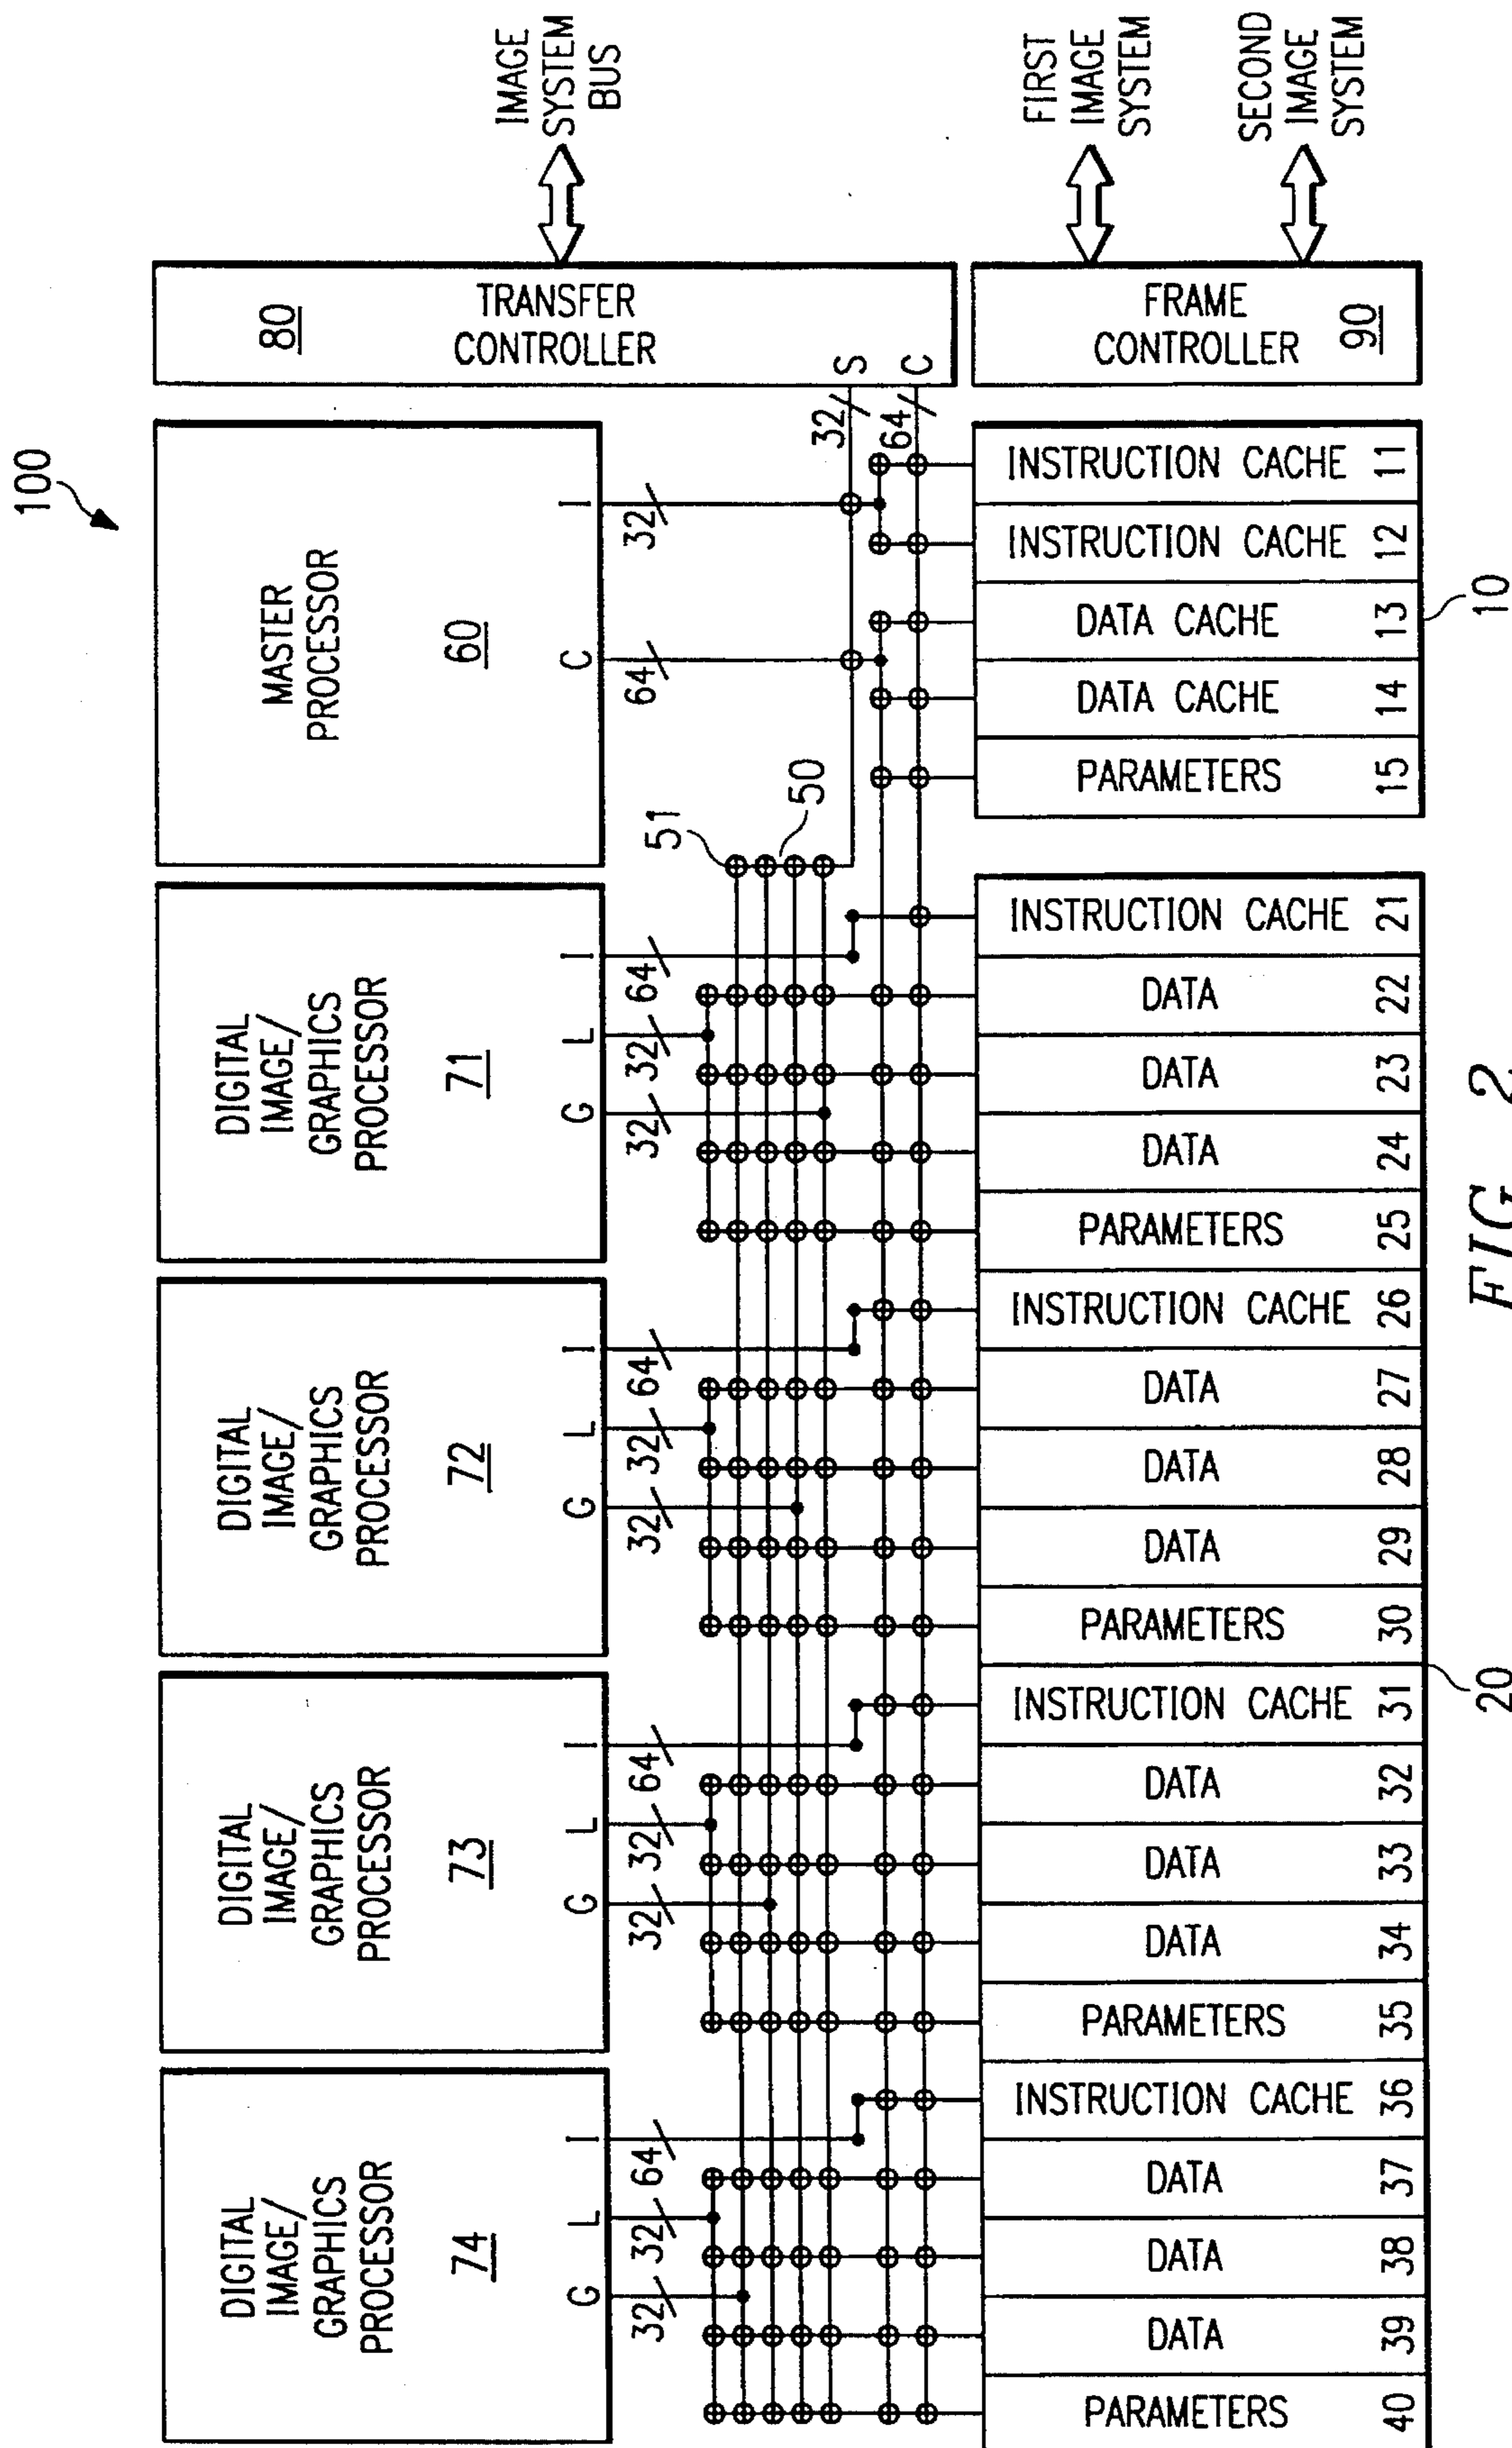 100
DIGITAL
IMAGE/
GRAPHICS
PROCESSOR
74
G
L
I
32
32
64
DIGITAL
IMAGE/
GRAPHICS
PROCESSOR
73
G
L
I
32
32
64
DIGITAL
IMAGE/
GRAPHICS
PROCESSOR
72
G
L
I
32
32
64
DIGITAL
IMAGE/
GRAPHICS
PROCESSOR
71
G
L
I
32
32
64
MASTER
PROCESSOR
60
C
I
64
32
80
TRANSFER
CONTROLLER
S
C
32
64
IMAGE
SYSTEM
BUS
51
50
PARAMETERS
40
DATA
39
DATA
38
DATA
37
INSTRUCTION CACHE
36
PARAMETERS
35
DATA
34
DATA
33
DATA
32
INSTRUCTION CACHE
31
PARAMETERS
30
DATA
29
DATA
28
DATA
27
INSTRUCTION CACHE
26
PARAMETERS
25
DATA
24
DATA
23
DATA
22
INSTRUCTION CACHE
21
PARAMETERS
15
DATA CACHE
14
DATA CACHE
13
INSTRUCTION CACHE
12
INSTRUCTION CACHE
11
FRAME
CONTROLLER
90
FIRST
IMAGE
SYSTEM
SECOND
IMAGE
SYSTEM
20
10
FIG 2